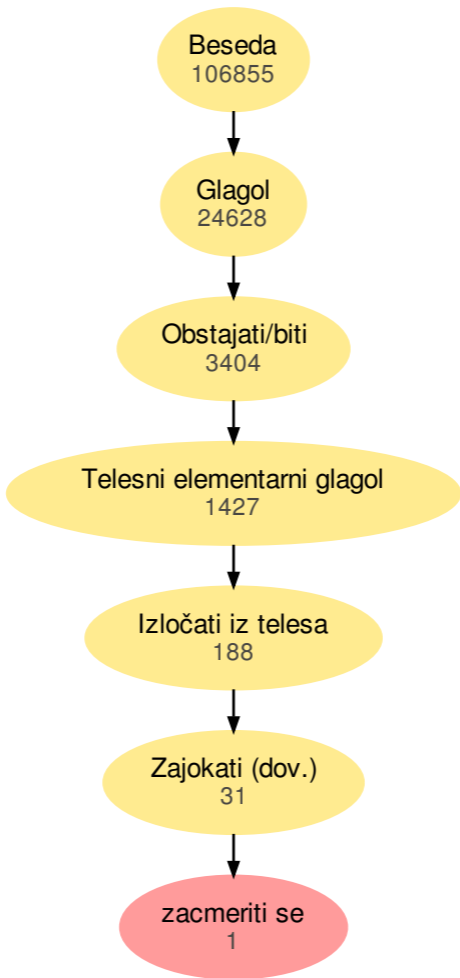 Beseda
106855
Glagol
24628
Obstajati/biti
3404
Telesni elementarni glagol
1427
Izločati iz telesa
188
Zajokati (dov.)
31
zacmeriti se
1